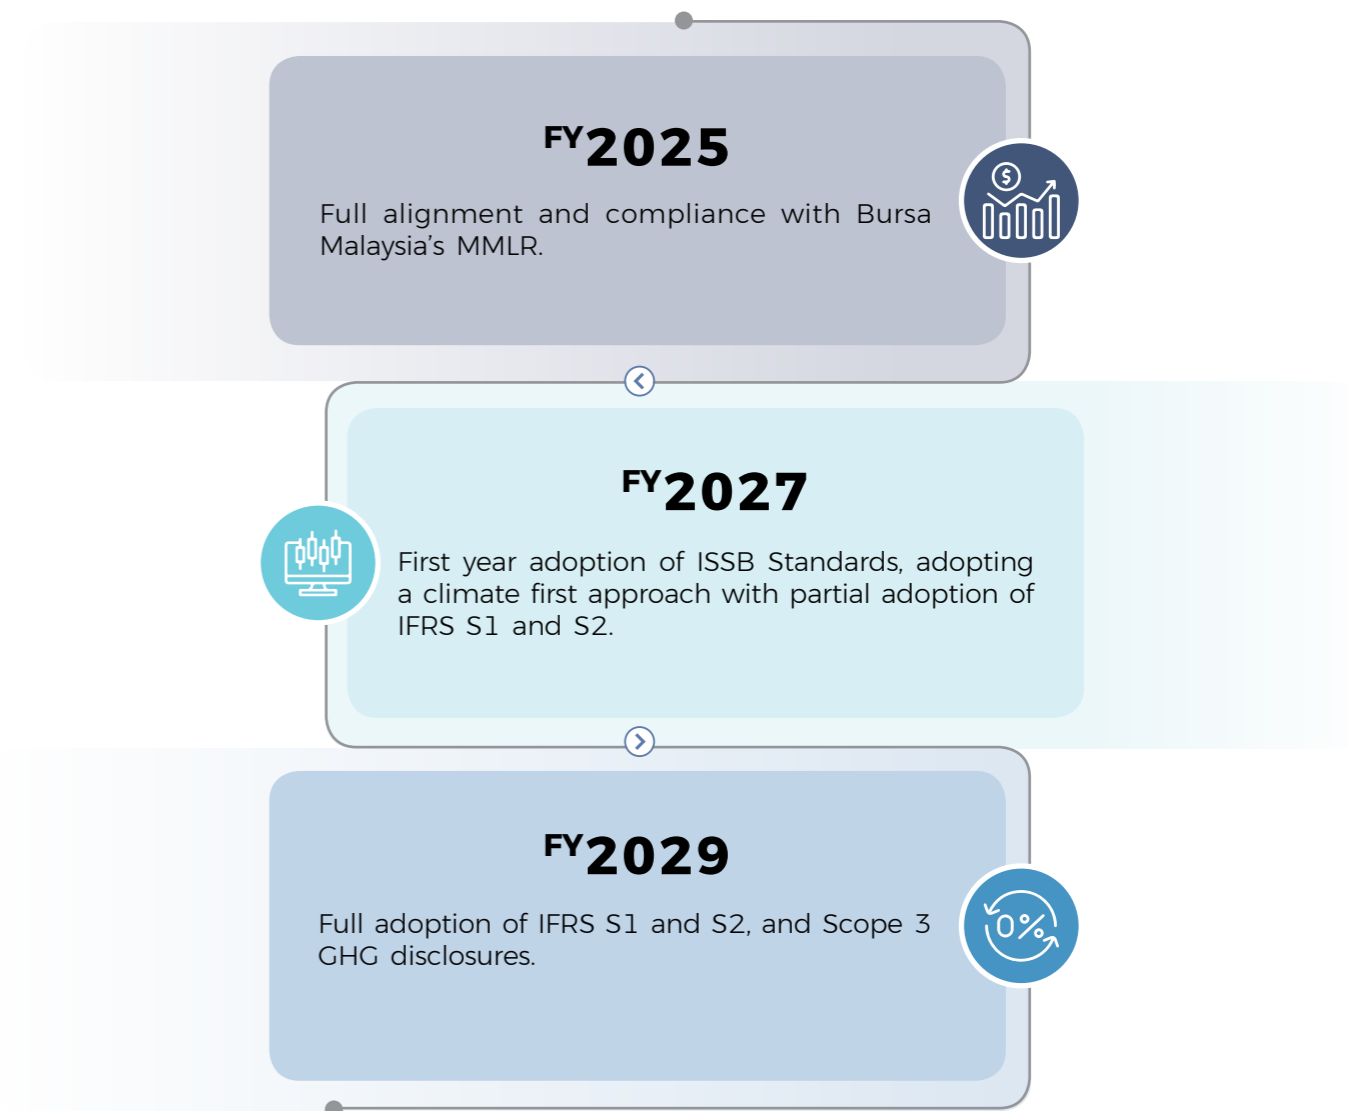 FY2025
Full alignment and compliance with Bursa
Malaysia’s MMLR.
$
FY2027
First year adoption of ISSB Standards, adopting
a climate first approach with partial adoption of
IFRS S1 and S2.
FY2029
Full adoption of IFRS S1 and S2, and Scope 3
GHG disclosures.
0%